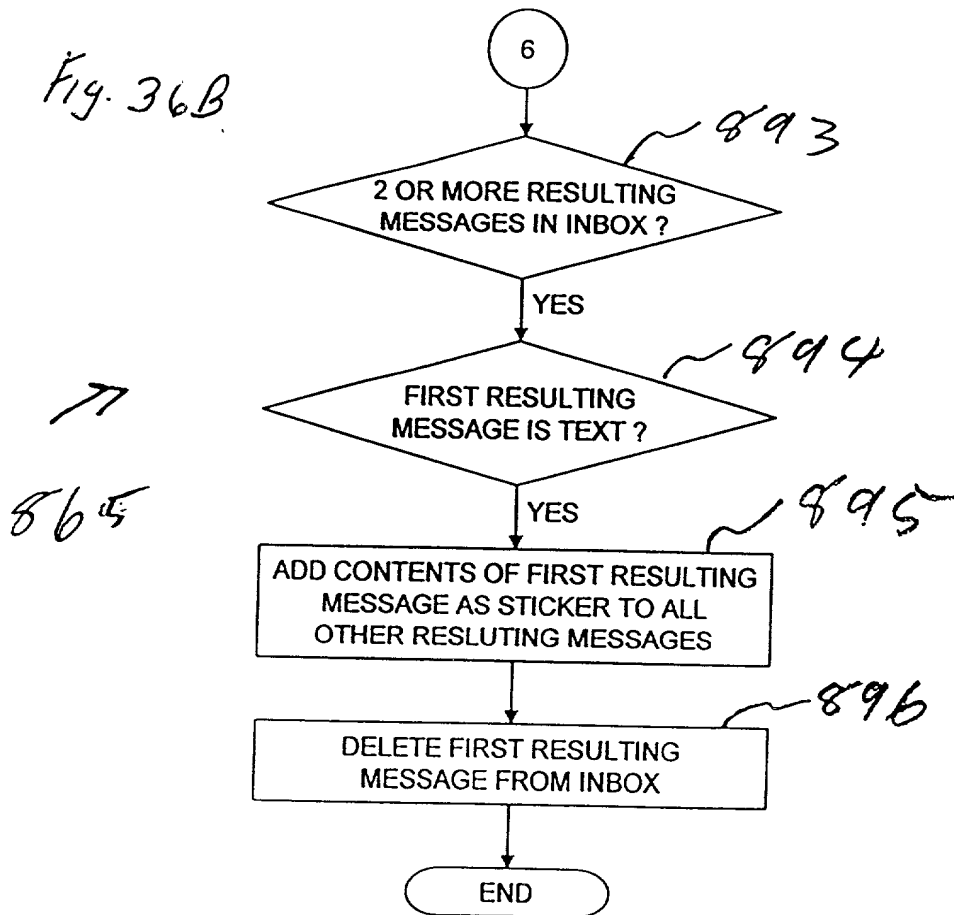 Fig. 36B
6
893
2 OR MORE RESULTING
MESSAGES IN INBOX ?
YES
894
FIRST RESULTING
MESSAGE IS TEXT ?
865
YES
895
ADD CONTENTS OF FIRST RESULTING
MESSAGE AS STICKER TO ALL
OTHER RESLUTING MESSAGES
896
DELETE FIRST RESULTING
MESSAGE FROM INBOX
END